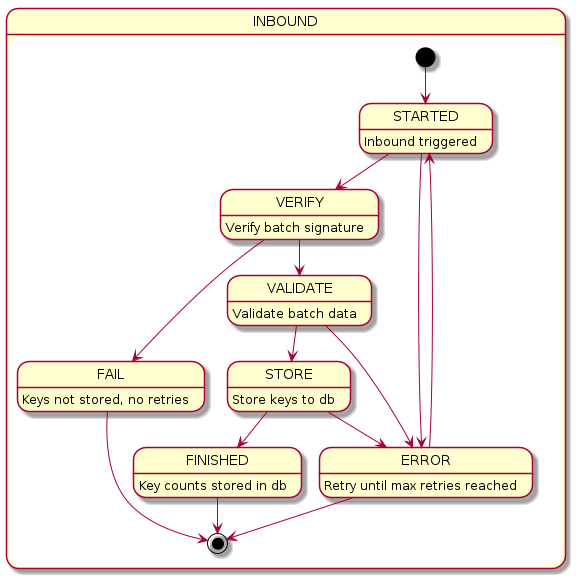 INBOUND
STARTED
Inbound triggered
VERIFY
Verify batch signature
VALIDATE
Validate batch data
FAIL
Keys not stored, no retries
STORE
Store keys to db
FINISHED
Key counts stored in db
ERROR
Retry until max retries reached